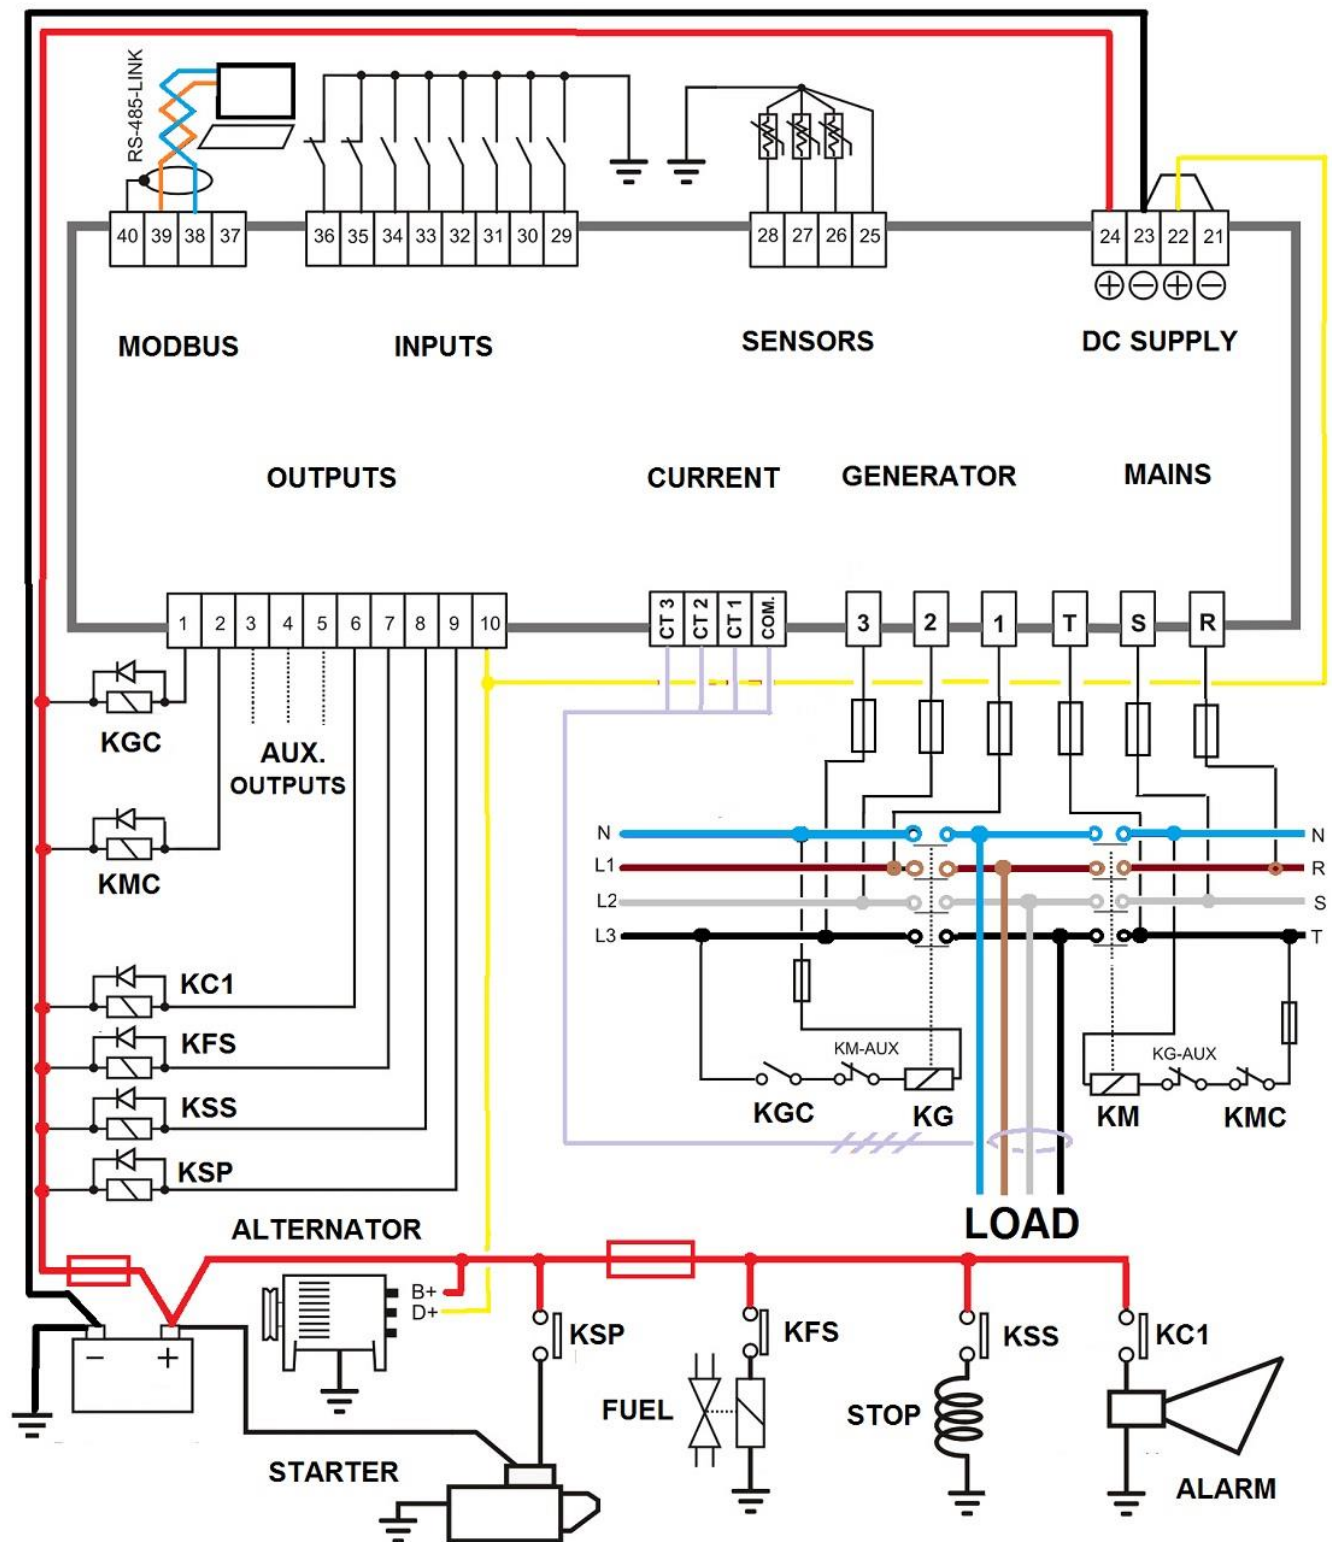 RS-485-LINK
40 39 38 37
36 35 34 33 32 31 30 29
28 27 26 25
24 23 22 21
+ − + −
MODBUS
INPUTS
SENSORS
DC SUPPLY
OUTPUTS
CURRENT
GENERATOR
MAINS
1 2 3 4 5 6 7 8 9 10
CT 3
CT 2
CT 1
COM.
3 2 1 T S R
KGC
AUX.
OUTPUTS
KMC
N
L1
L2
L3
N
R
S
T
KC1
KFS
KSS
KSP
KM-AUX
KG-AUX
KGC
KG
KM
KMC
LOAD
ALTERNATOR
B+
D+
− +
KSP
KFS
KSS
KC1
FUEL
STOP
STARTER
ALARM